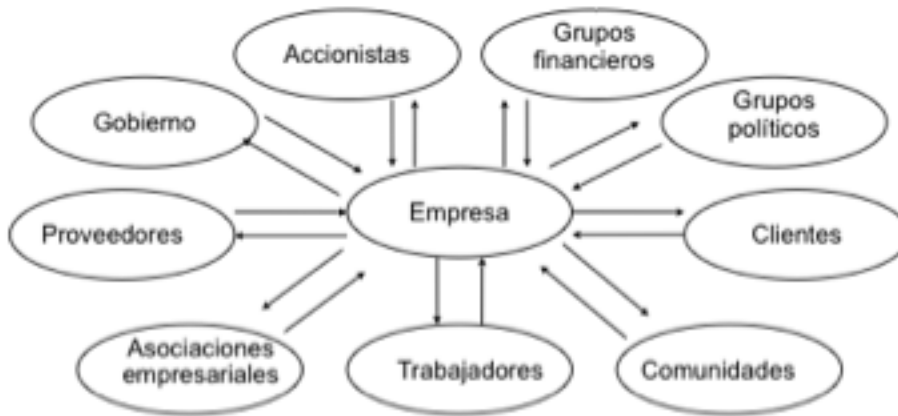 Accionistas
Grupos
financieros
Gobierno
Grupos
políticos
Empresa
Proveedores
Clientes
Asociaciones
empresariales
Trabajadores
Comunidades